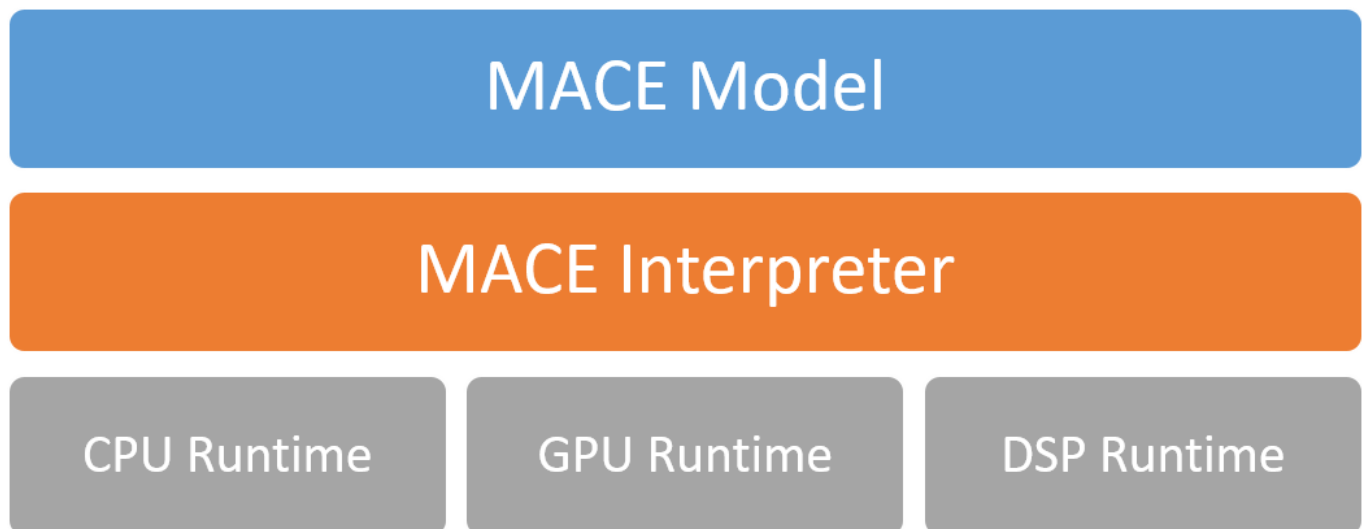 MACE Model
MACE Interpreter
CPU Runtime
GPU Runtime
DSP Runtime